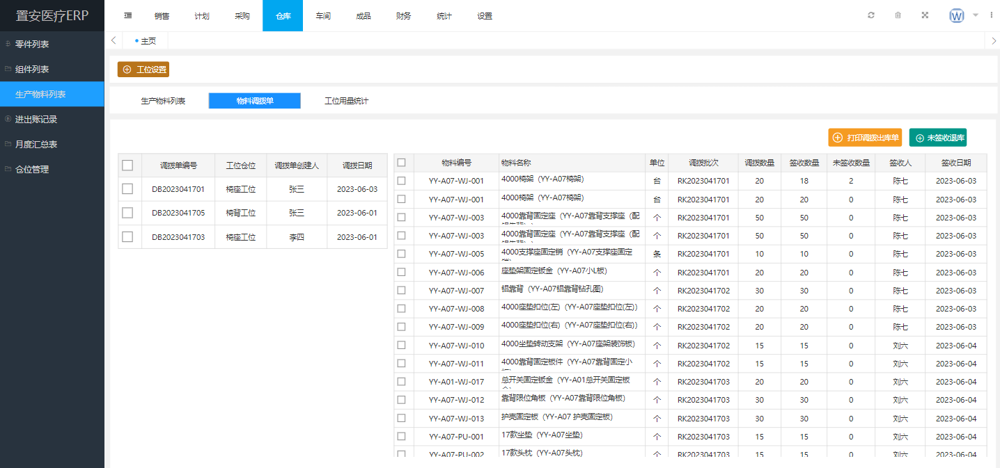 置安医疗ERP
销售 计划 采购 仓库 车间 成品 财务 统计 设置
W
零件列表
组件列表
生产物料列表
进出账记录
月度汇总表
仓位管理
主页
工位设置
生产物料列表 物料调拨单 工位用量统计
打印调拨出库单 未签收退库
调拨单编号 工位仓位 调拨单创建人 调拨日期
DB2023041701 椅座工位 张三 2023-06-03
DB2023041705 椅背工位 张三 2023-06-01
DB2023041703 椅座工位 李四 2023-06-01
物料编号 物料名称 单位 调拨批次 调拨数量 签收数量 未签收数量 签收人 签收日期
YY-A07-WJ-001 4000椅架（YY-A07椅架） 台 RK2023041701 20 18 2 陈七 2023-06-03
YY-A07-WJ-001 4000椅架（YY-A07椅架） 台 RK2023041701 20 20 0 陈七 2023-06-03
YY-A07-WJ-003 4000靠背固定座（YY-A07靠背支撑座（配 个 RK2023041701 50 50 0 陈七 2023-06-03
YY-A07-WJ-003 4000靠背固定座（YY-A07靠背支撑座（配 个 RK2023041701 50 50 0 陈七 2023-06-03
YY-A07-WJ-005 4000支撑座固定销（YY-A07支撑座固定 条 RK2023041701 10 10 0 陈七 2023-06-03
YY-A07-WJ-006 座垫架固定钣金（YY-A07小L板） 个 RK2023041701 20 20 0 陈七 2023-06-03
YY-A07-WJ-007 铝靠背（YY-A07铝靠背钻孔图） 个 RK2023041702 30 30 0 陈七 2023-06-03
YY-A07-WJ-008 4000座垫扣位(左)（YY-A07座垫扣位(左)） 个 RK2023041702 20 20 0 陈七 2023-06-03
YY-A07-WJ-009 4000座垫扣位(右)（YY-A07座垫扣位(右)） 个 RK2023041702 20 20 0 陈七 2023-06-03
YY-A07-WJ-010 4000坐垫转动支架（YY-A07座架装饰板） 个 RK2023041702 15 15 0 刘六 2023-06-04
YY-A07-WJ-011 4000靠背固定板件（YY-A07靠背固定小 个 RK2023041702 15 15 0 刘六 2023-06-04
YY-A01-WJ-017 总开关固定钣金（YY-A01总开关固定板 个 RK2023041703 20 20 0 刘六 2023-06-04
YY-A07-WJ-012 靠背限位角板（YY-A07靠背限位角板） 个 RK2023041703 30 30 0 刘六 2023-06-04
YY-A07-WJ-013 护壳固定板（YY-A07 护壳固定板） 个 RK2023041703 30 30 0 刘六 2023-06-04
YY-A07-PU-001 17款坐垫（YY-A07坐垫） 个 RK2023041703 15 15 0 刘六 2023-06-04
YY-A07-PU-002 17款头枕（YY-A07头枕） 个 RK2023041703 15 15 0 刘六 2023-06-04